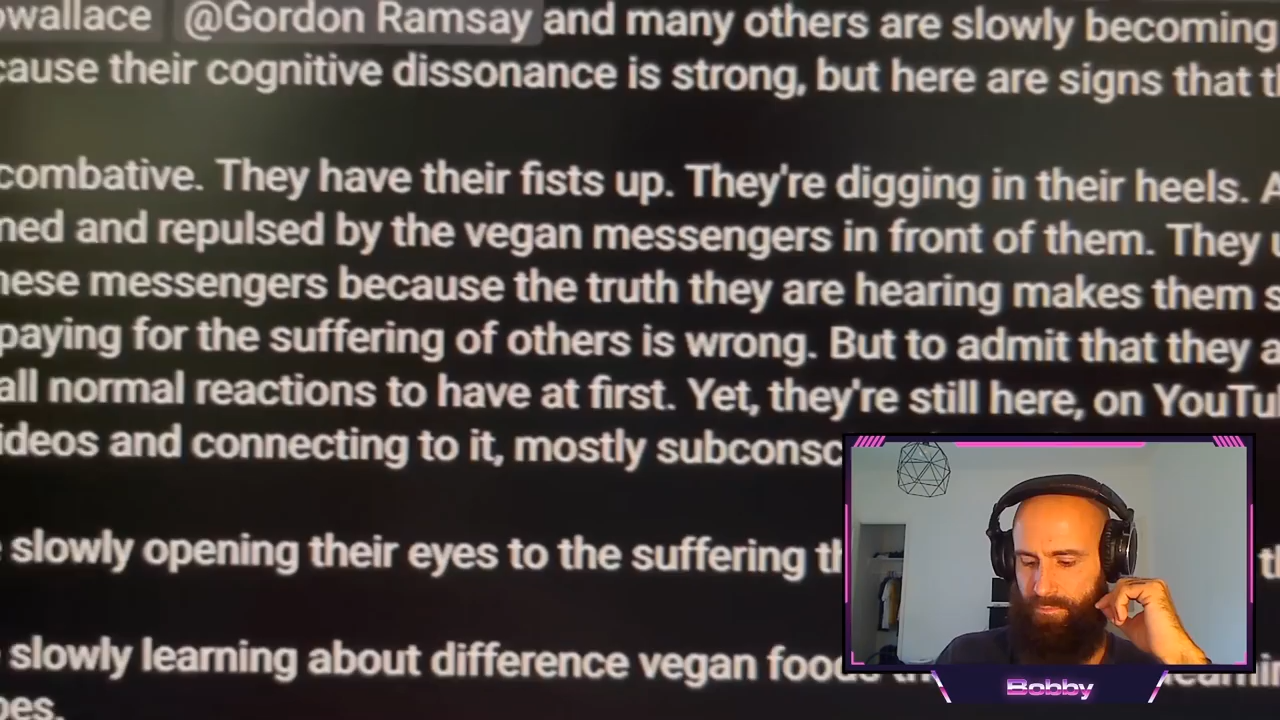 wallace @Gordon Ramsay and many others are slowly becoming
cause their cognitive dissonance is strong, but here are signs that
combative. They have their fists up. They're digging in their heels.
and repulsed by the vegan messengers in front of them. They
messengers because the truth they are hearing makes them
paying for the suffering of others is wrong. But to admit that they
all normal reactions to have at first. Yet, they're still here, on YouTu
ideos and connecting to it, mostly subconsc
slowly opening their eyes to the suffering
slowly learning about difference vegan food
Bobby